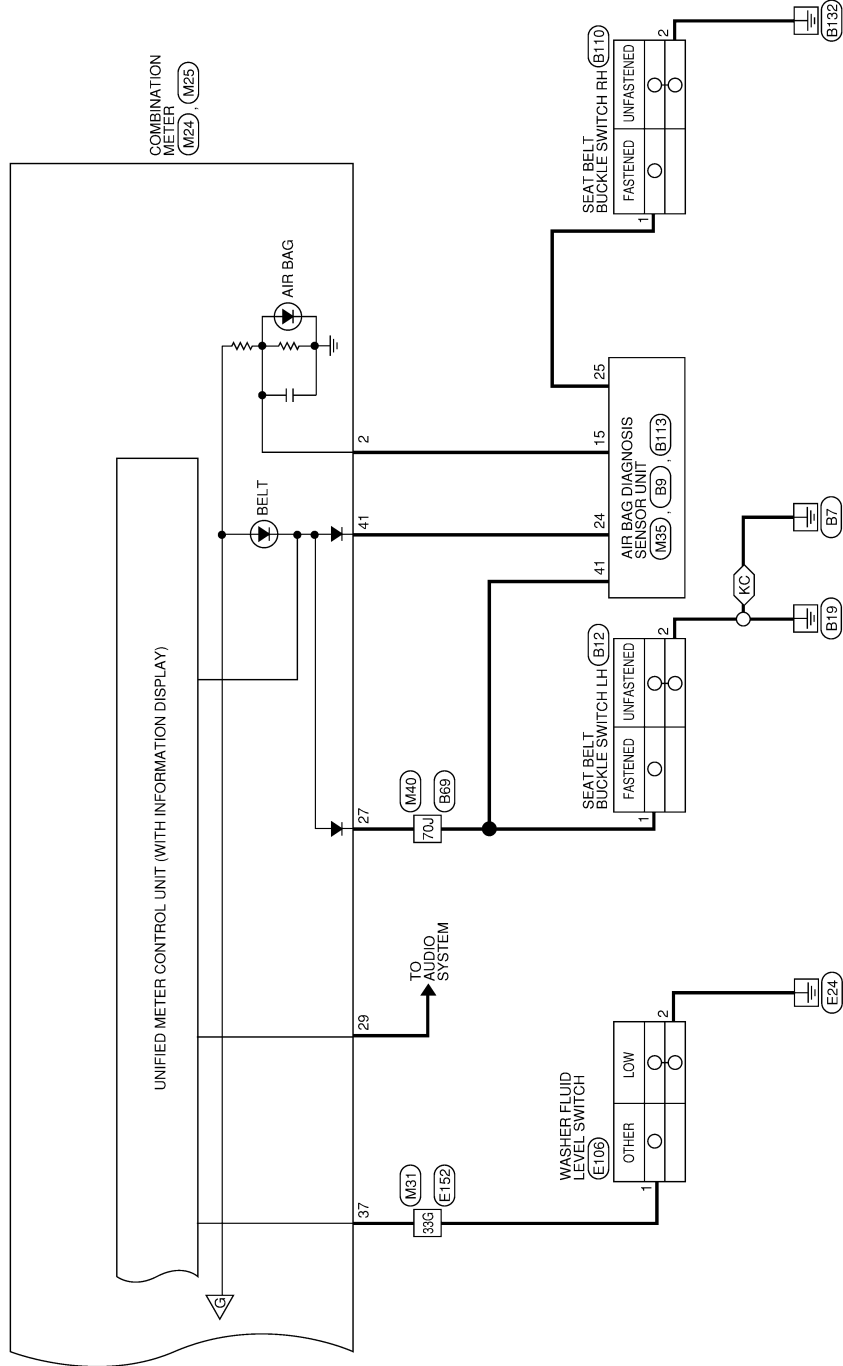 COMBINATION
METER
M24 , M25
UNIFIED METER CONTROL UNIT (WITH INFORMATION DISPLAY)
G
BELT
AIR BAG
37
29
27
41
2
33G
M31
E152
TO
AUDIO
SYSTEM
70J
M40
B69
WASHER FLUID
LEVEL SWITCH
E106
OTHER
LOW
1
2
E24
SEAT BELT
BUCKLE SWITCH LH B12
FASTENED
UNFASTENED
1
2
KC
B19
B7
41
24
15
25
AIR BAG DIAGNOSIS
SENSOR UNIT
M35 , B9 , B113
SEAT BELT
BUCKLE SWITCH RH B110
FASTENED
UNFASTENED
1
2
B132